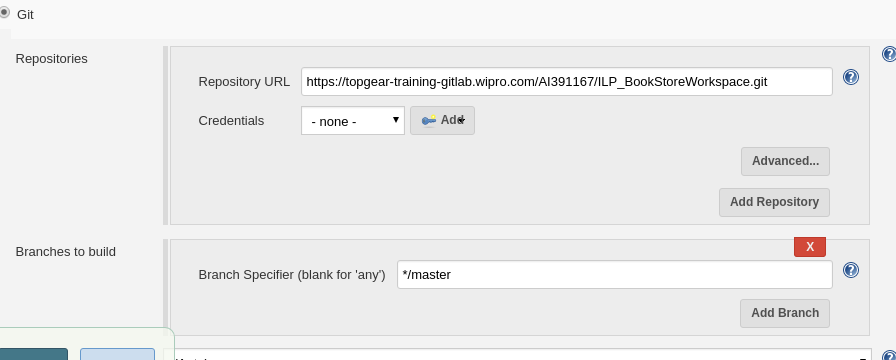 Git
Repositories
Repository URL https://topgear-training-gitlab.wipro.com/AI391167/ILP_BookStoreWorkspace.git
Credentials - none - Add
Advanced...
Add Repository
Branches to build
X
Branch Specifier (blank for 'any') */master
Add Branch